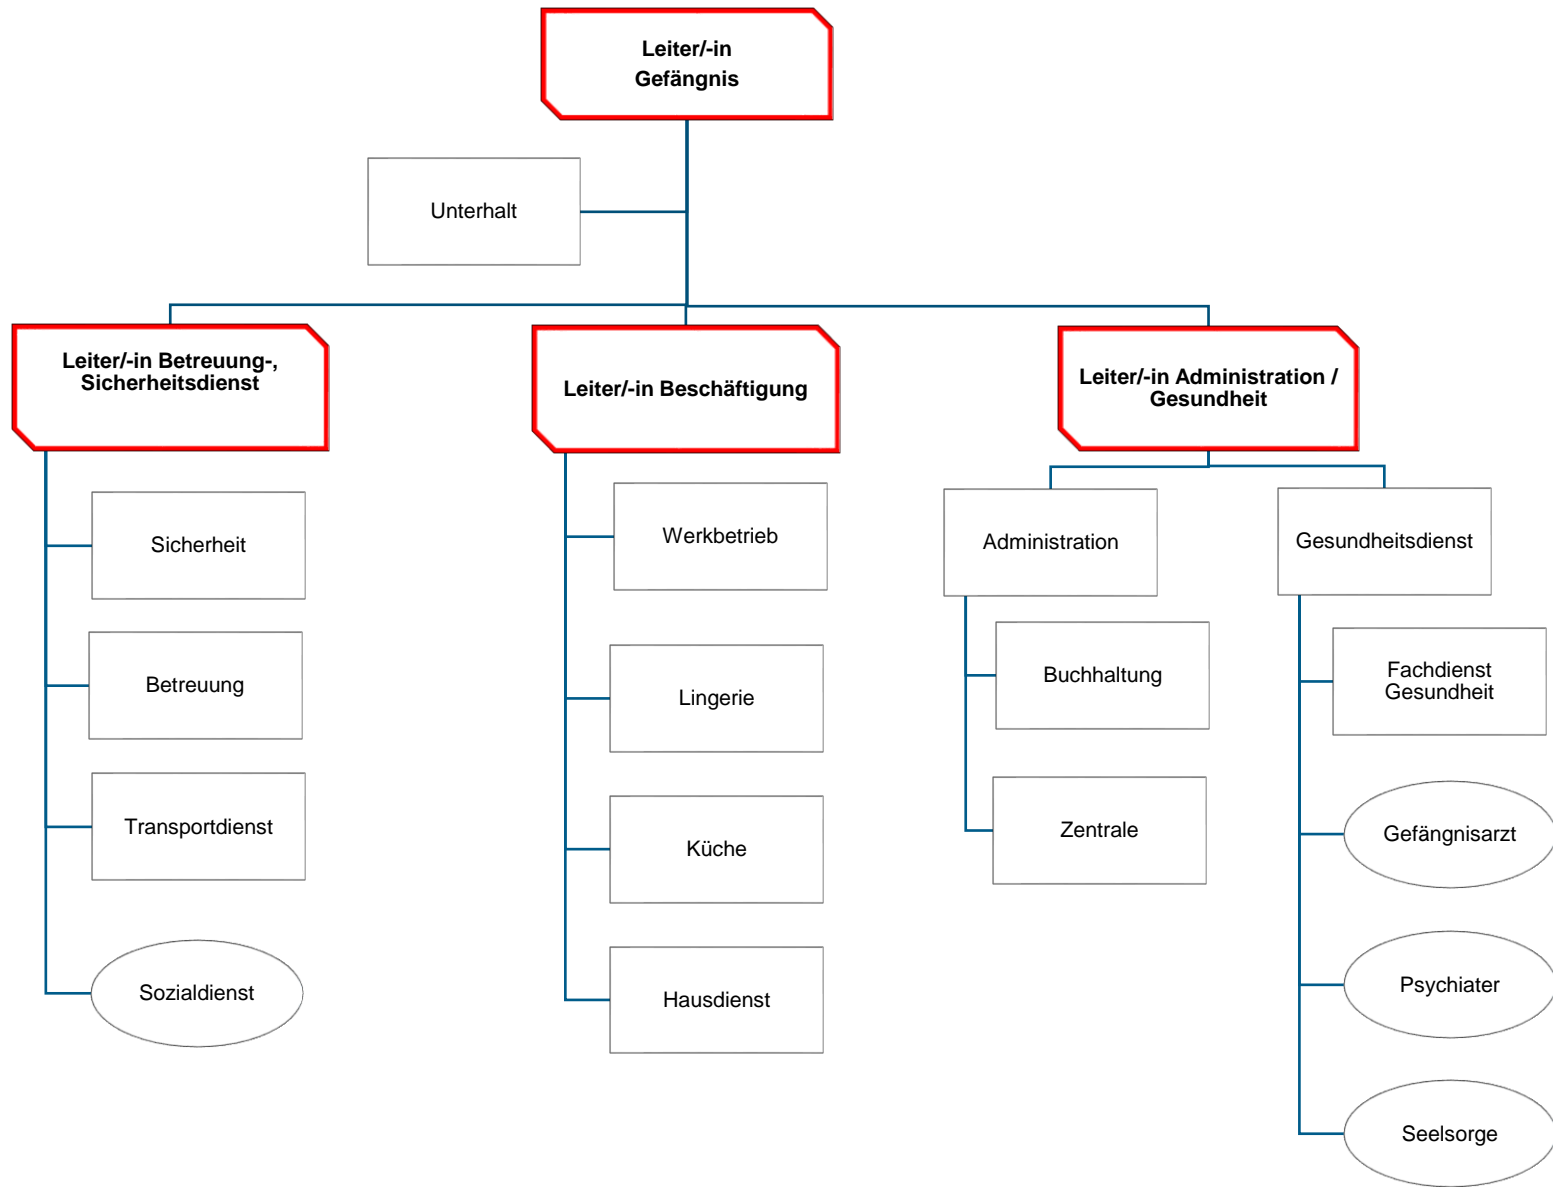 Leiter/-in
Gefängnis
Unterhalt
Leiter/-in Betreuung-,
Sicherheitsdienst
Leiter/-in Beschäftigung
Leiter/-in Administration /
Gesundheit
Sicherheit
Betreuung
Transportdienst
Sozialdienst
Werkbetrieb
Lingerie
Küche
Hausdienst
Administration
Buchhaltung
Zentrale
Gesundheitsdienst
Fachdienst
Gesundheit
Gefängnisarzt
Psychiater
Seelsorge